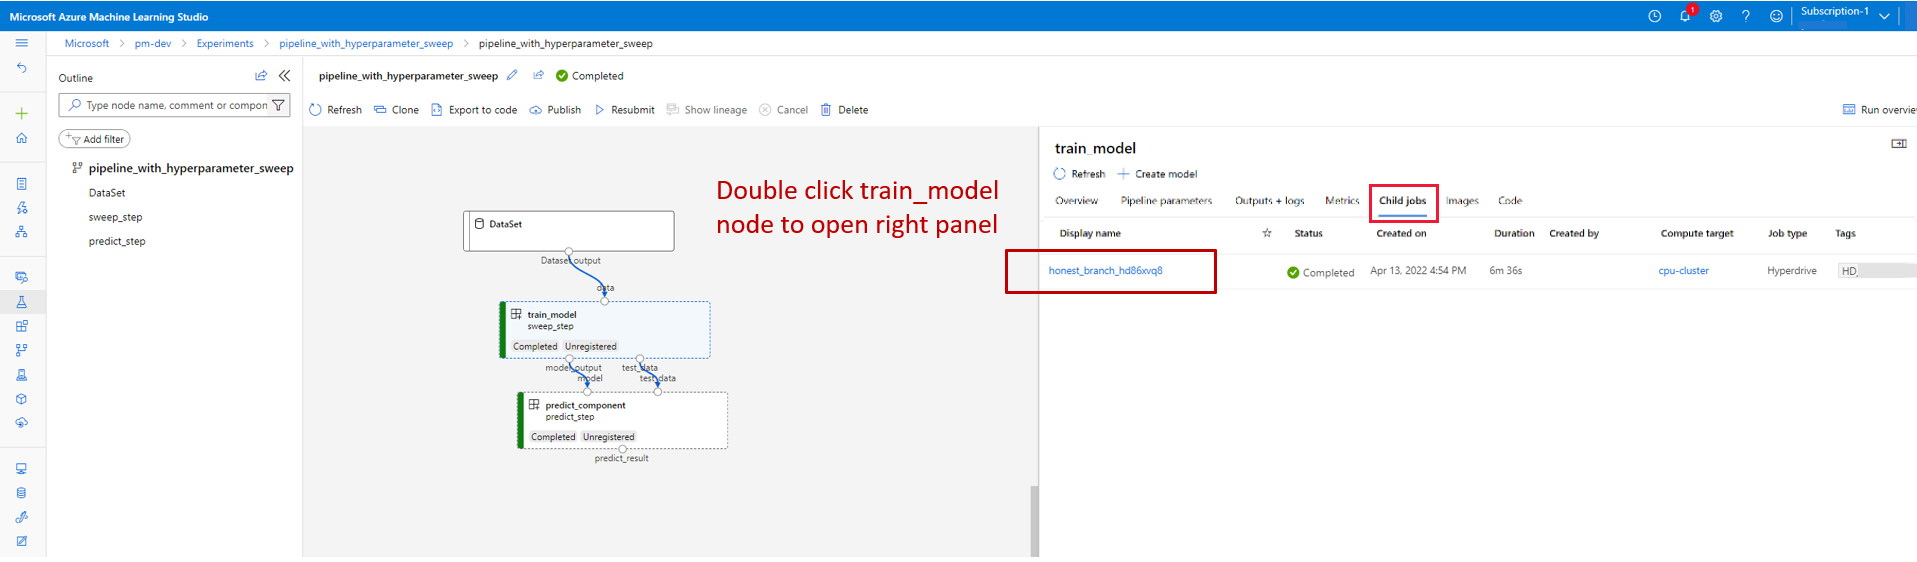 Microsoft Azure Machine Learning Studio
1
Subscription-1
Microsoft > pm-dev > Experiments > pipeline_with_hyperparameter_sweep > pipeline_with_hyperparameter_sweep
Outline
Type node name, comment or compon
Add filter
pipeline_with_hyperparameter_sweep
DataSet
sweep_step
predict_step
pipeline_with_hyperparameter_sweep Completed
Refresh Clone Export to code Publish Resubmit Show lineage Cancel Delete
Run overvie
DataSet
Dataset_output
data
train_model
sweep_step
Completed Unregistered
model_output test_data
model test_data
predict_component
predict_step
Completed Unregistered
predict_result
Double click train_model
node to open right panel
train_model
Refresh Create model
Overview Pipeline parameters Outputs + logs Metrics Child jobs Images Code
Display name Status Created on Duration Created by Compute target Job type Tags
honest_branch_hd86xvq8 Completed Apr 13, 2022 4:54 PM 6m 36s cpu-cluster Hyperdrive HD_